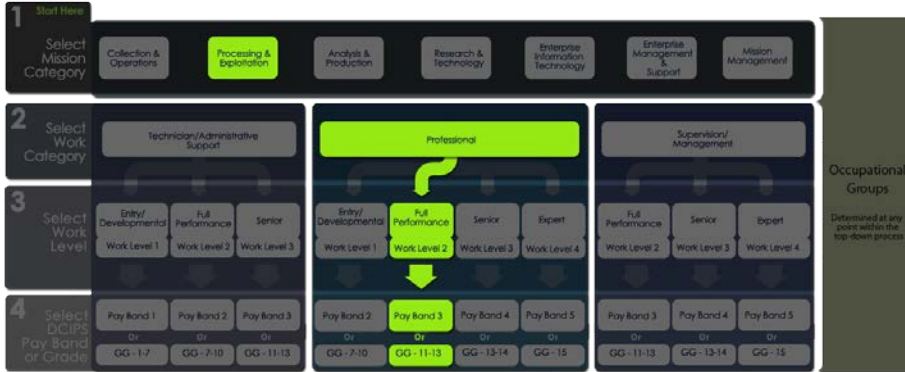 1 Start Here
Select
Mission
Category
Collection &
Operations
Processing &
Exploitation
Analysis &
Production
Research &
Technology
Enterprise
Information
Technology
Enterprise
Management
&
Support
Mission
Management
2 Select
Work
Category
Technician/Administrative
Support
Professional
Supervision/
Management
3 Select
Work
Level
Entry/
Developmental
Work Level 1
Full
Performance
Work Level 2
Senior
Work Level 3
Entry/
Developmental
Work Level 1
Full
Performance
Work Level 2
Senior
Work Level 3
Expert
Work Level 4
Full
Performance
Work Level 2
Senior
Work Level 3
Expert
Work Level 4
4 Select
DCIPS
Pay Band
or Grade
Pay Band 1
Or
GG - 1-7
Pay Band 2
Or
GG - 7-10
Pay Band 3
Or
GG - 11-13
Pay Band 2
Or
GG - 7-10
Pay Band 3
Or
GG - 11-13
Pay Band 4
Or
GG - 13-14
Pay Band 5
Or
GG - 15
Pay Band 3
Or
GG - 11-13
Pay Band 4
Or
GG - 13-14
Pay Band 5
Or
GG - 15
Occupational
Groups
Determined at any
point within the
top-down process